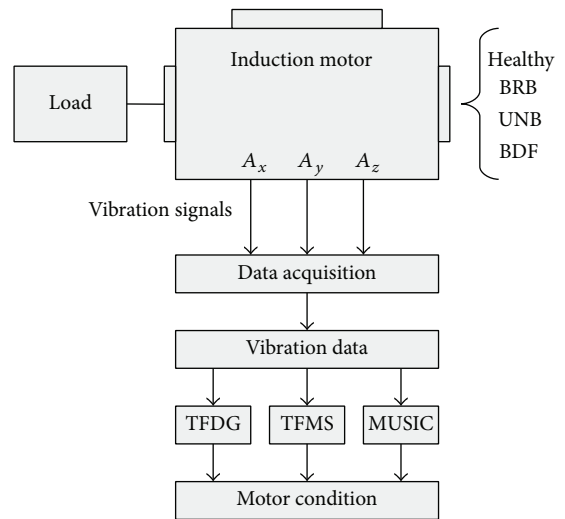 Induction motor
Healthy
BRB
UNB
BDF
Load
A_x A_y A_z
Vibration signals
Data acquisition
Vibration data
TFDG TFMS MUSIC
Motor condition